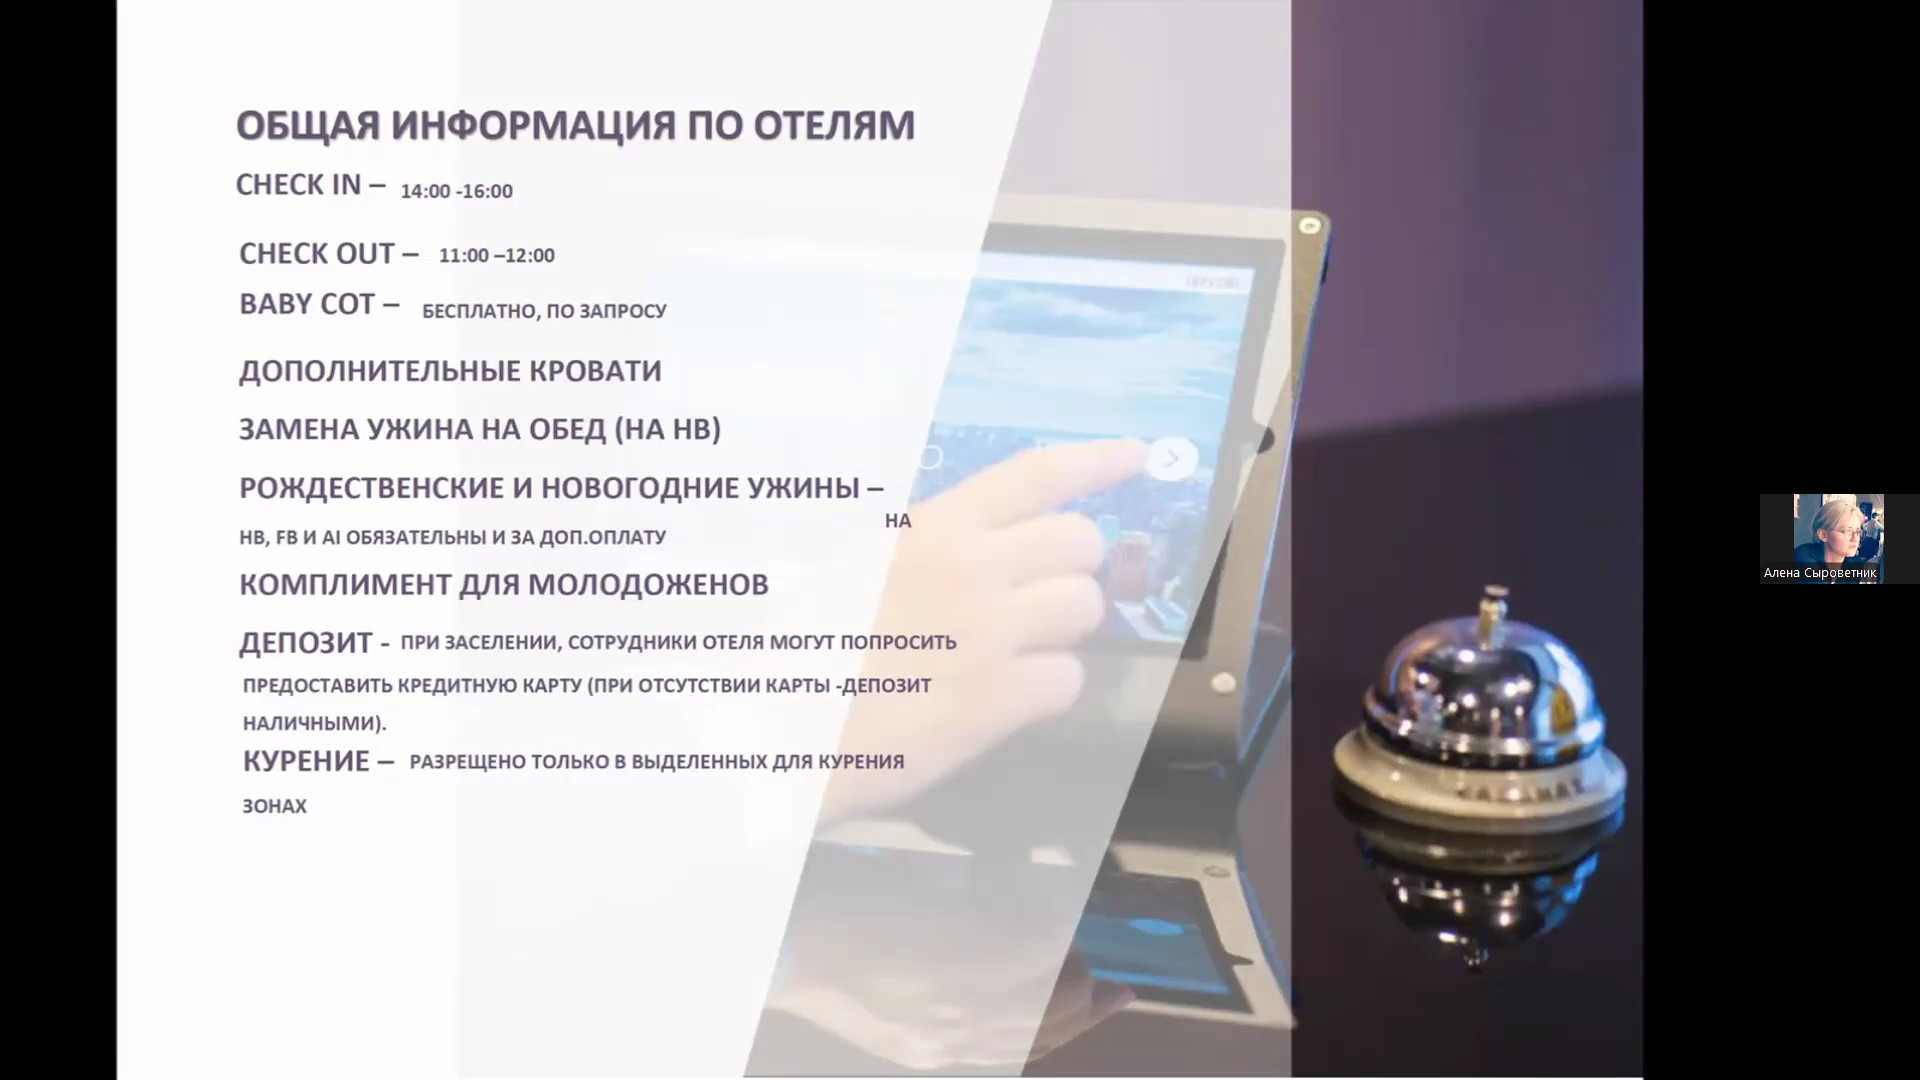 ОБЩАЯ ИНФОРМАЦИЯ ПО ОТЕЛЯМ
CHECK IN – 14:00 -16:00
CHECK OUT – 11:00 –12:00
BABY COT – БЕСПЛАТНО, ПО ЗАПРОСУ
ДОПОЛНИТЕЛЬНЫЕ КРОВАТИ
ЗАМЕНА УЖИНА НА ОБЕД (НА HB)
РОЖДЕСТВЕНСКИЕ И НОВОГОДНИЕ УЖИНЫ – НА
HB, FB И AI ОБЯЗАТЕЛЬНЫ И ЗА ДОП.ОПЛАТУ
КОМПЛИМЕНТ ДЛЯ МОЛОДОЖЕНОВ
ДЕПОЗИТ - ПРИ ЗАСЕЛЕНИИ, СОТРУДНИКИ ОТЕЛЯ МОГУТ ПОПРОСИТЬ
ПРЕДОСТАВИТЬ КРЕДИТНУЮ КАРТУ (ПРИ ОТСУТСТВИИ КАРТЫ -ДЕПОЗИТ
НАЛИЧНЫМИ).
КУРЕНИЕ – РАЗРЕШЕНО ТОЛЬКО В ВЫДЕЛЕННЫХ ДЛЯ КУРЕНИЯ
ЗОНАХ
Алена Сыроветник